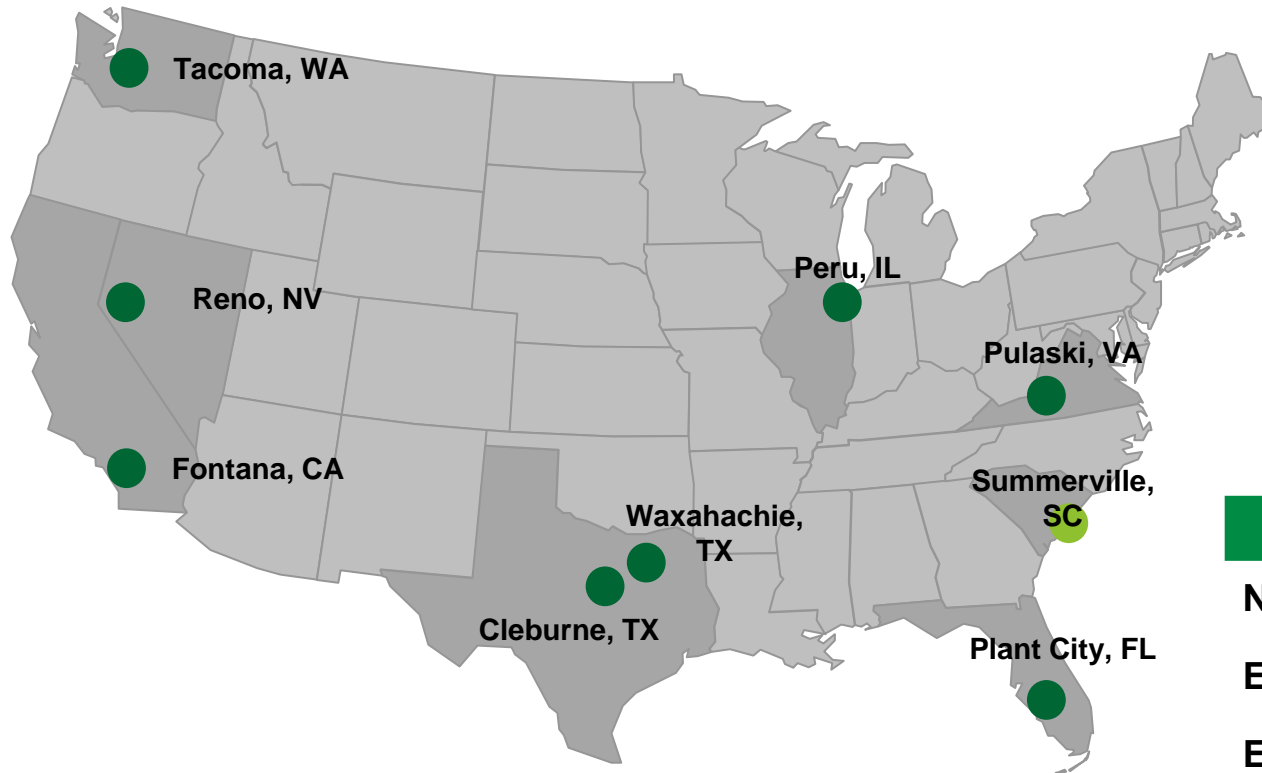 Tacoma, WA
Peru, IL
Reno, NV
Pulaski, VA
Fontana, CA
Summerville,
SC
Waxahachie,
TX
Cleburne, TX
Plant City, FL
N
E
E